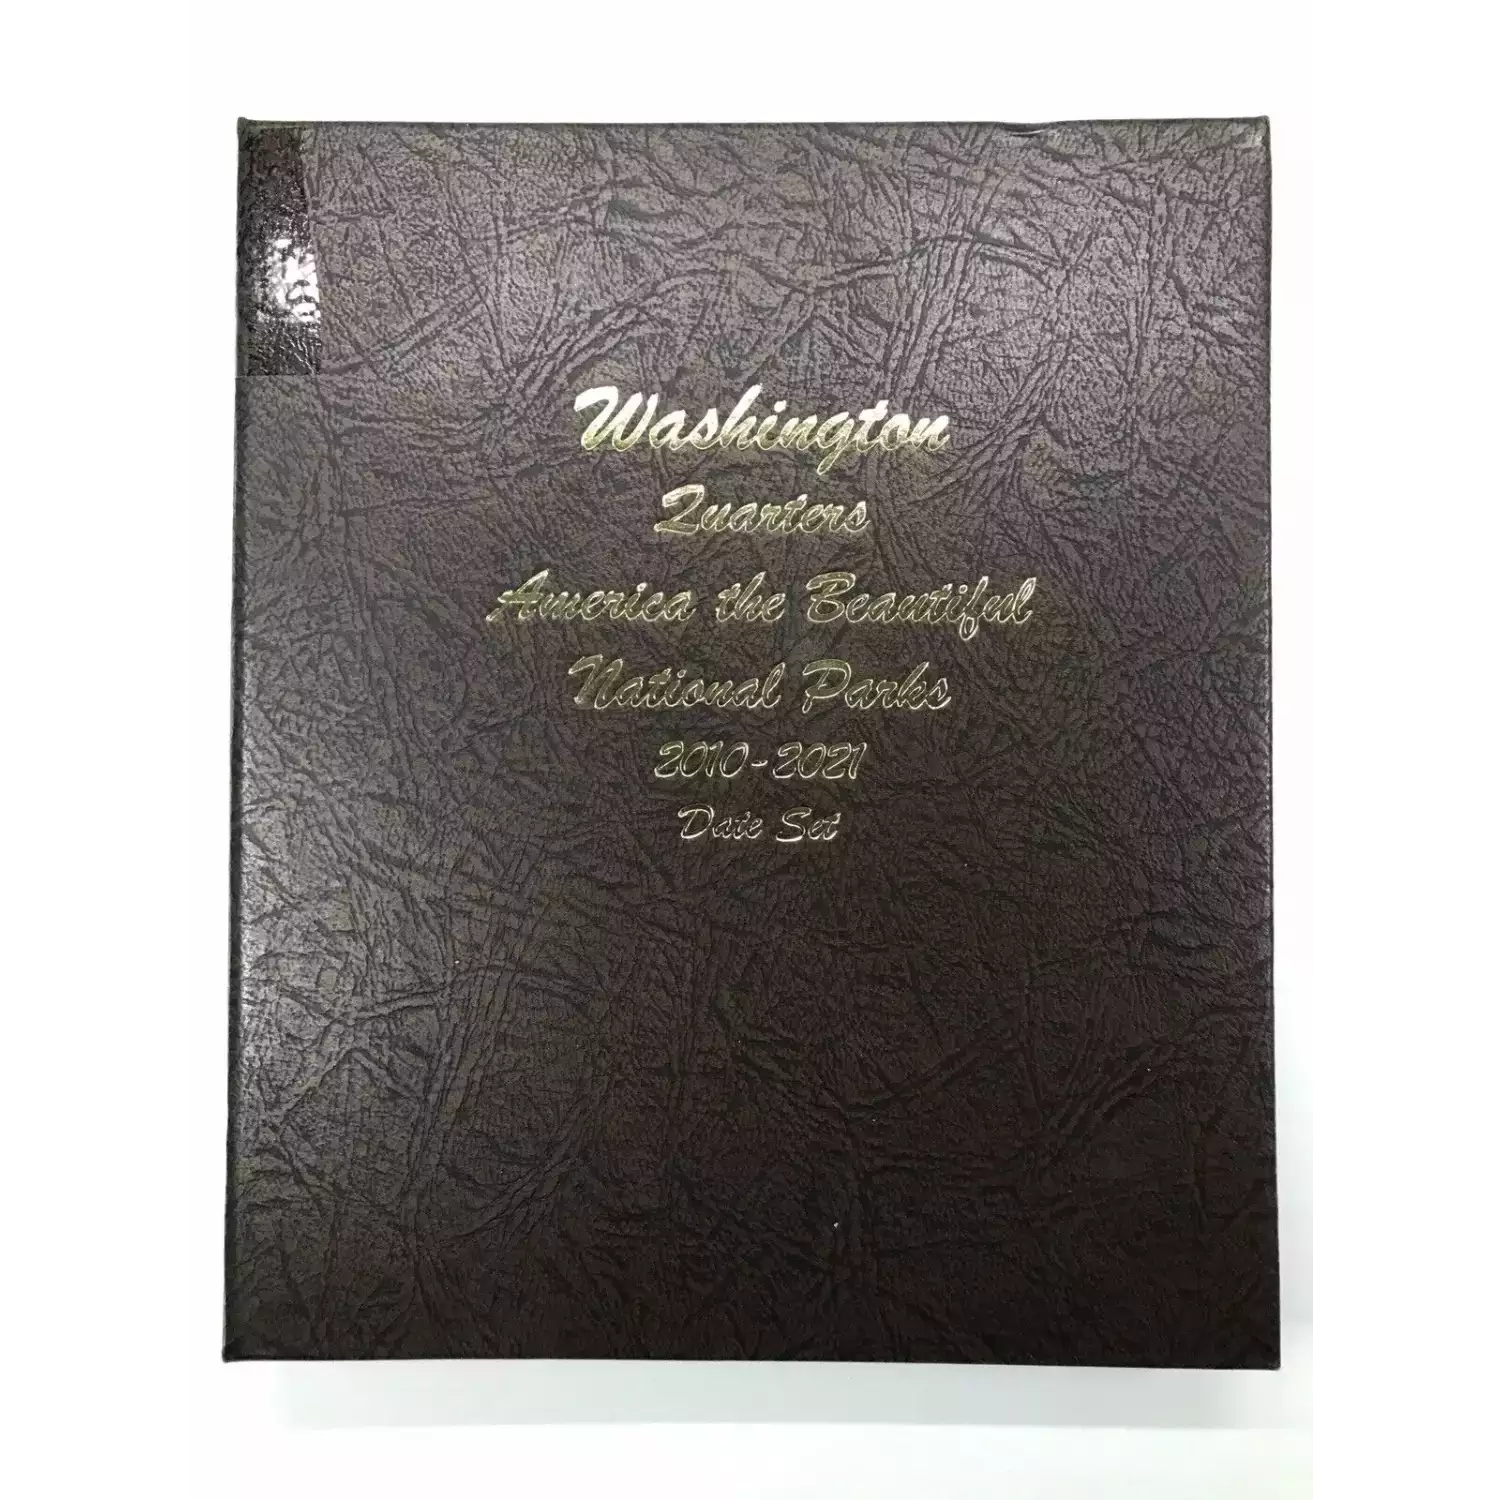 Washington
Quarters
America the Beautiful
National Parks
2010-2021
Date Set